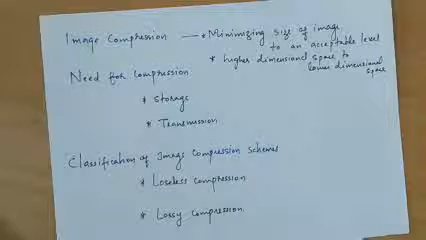 Image Compression — * Minimizing size of image
to an acceptable level
* higher dimensional space to
lower dimensional
space
Need for Compression
* Storage
* Transmission
Classification of Image Compression Schemes
* Loseless compression
* Lossy compression